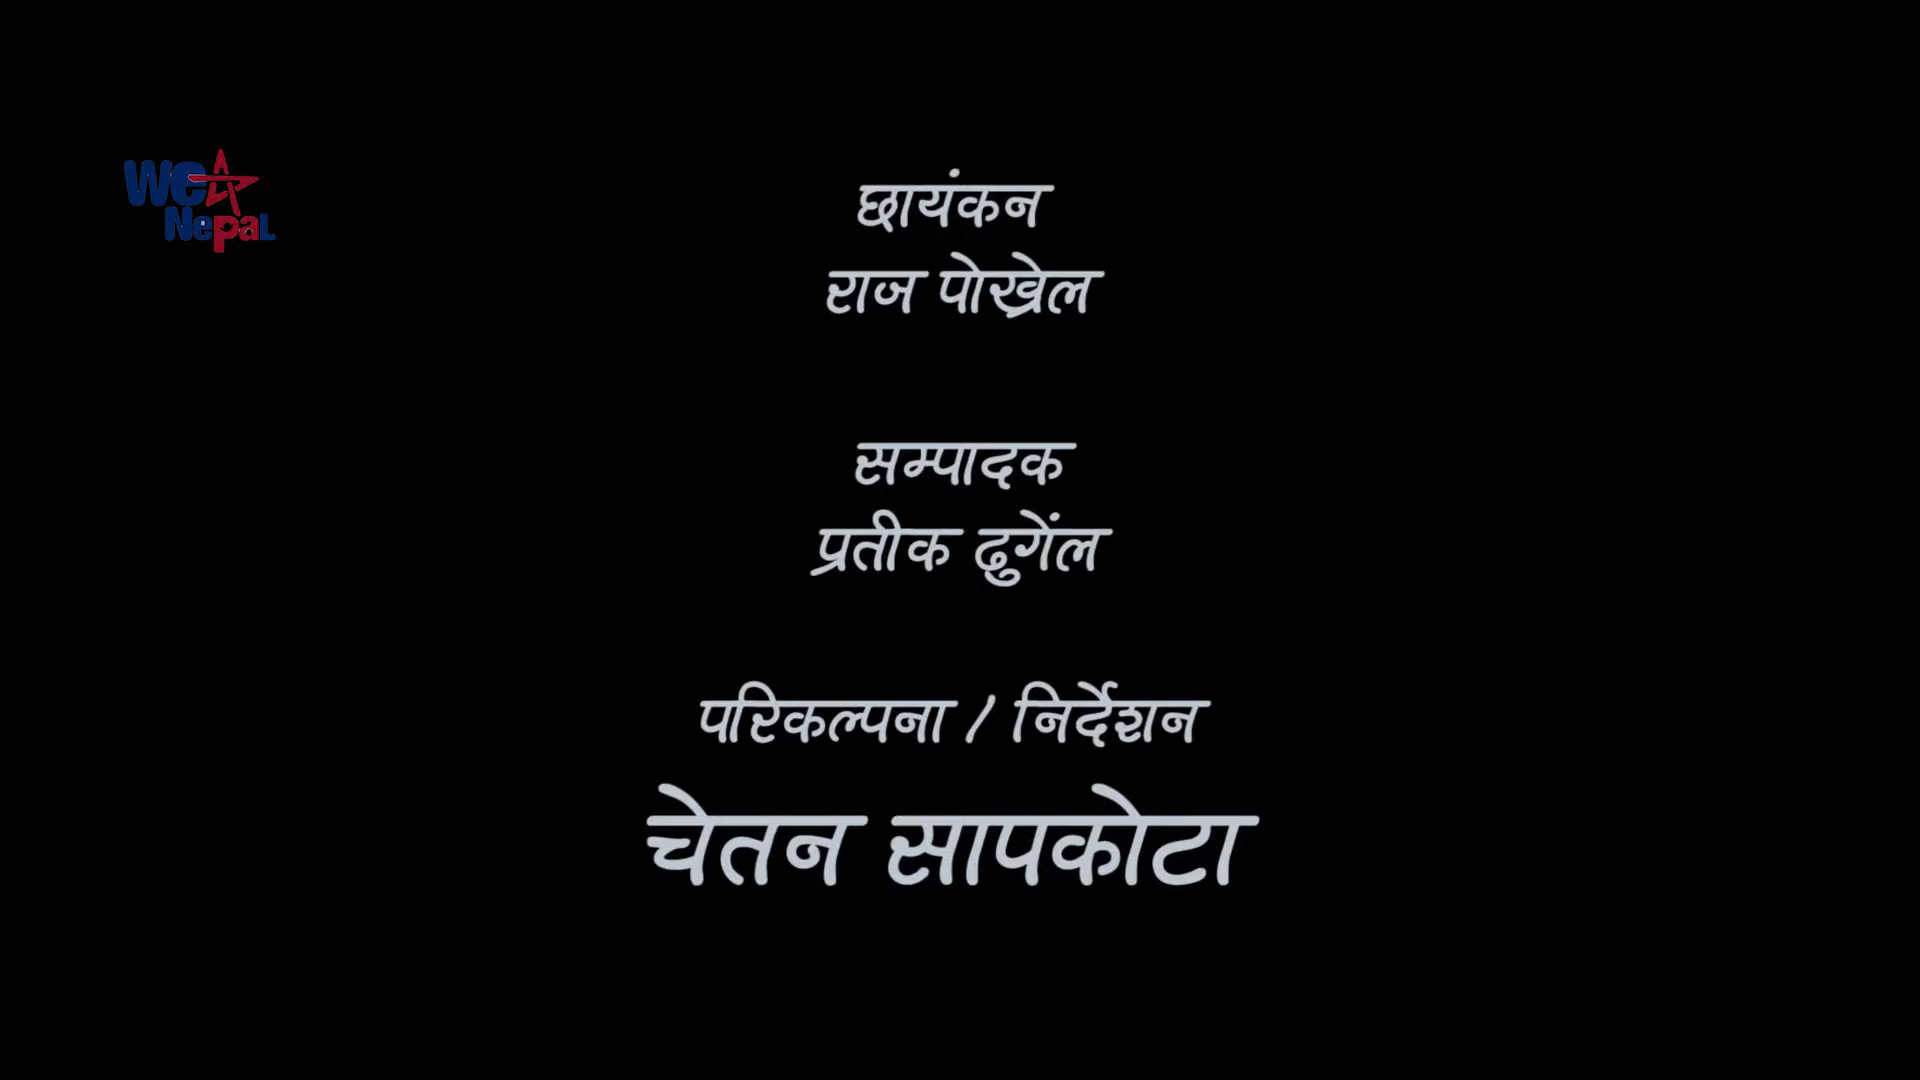 We Nepal
छायंकन
राज पोख्रेल
सम्पादक
प्रतीक ढुगेंल
परिकल्पना / निर्देशन
चेतन सापकोटा